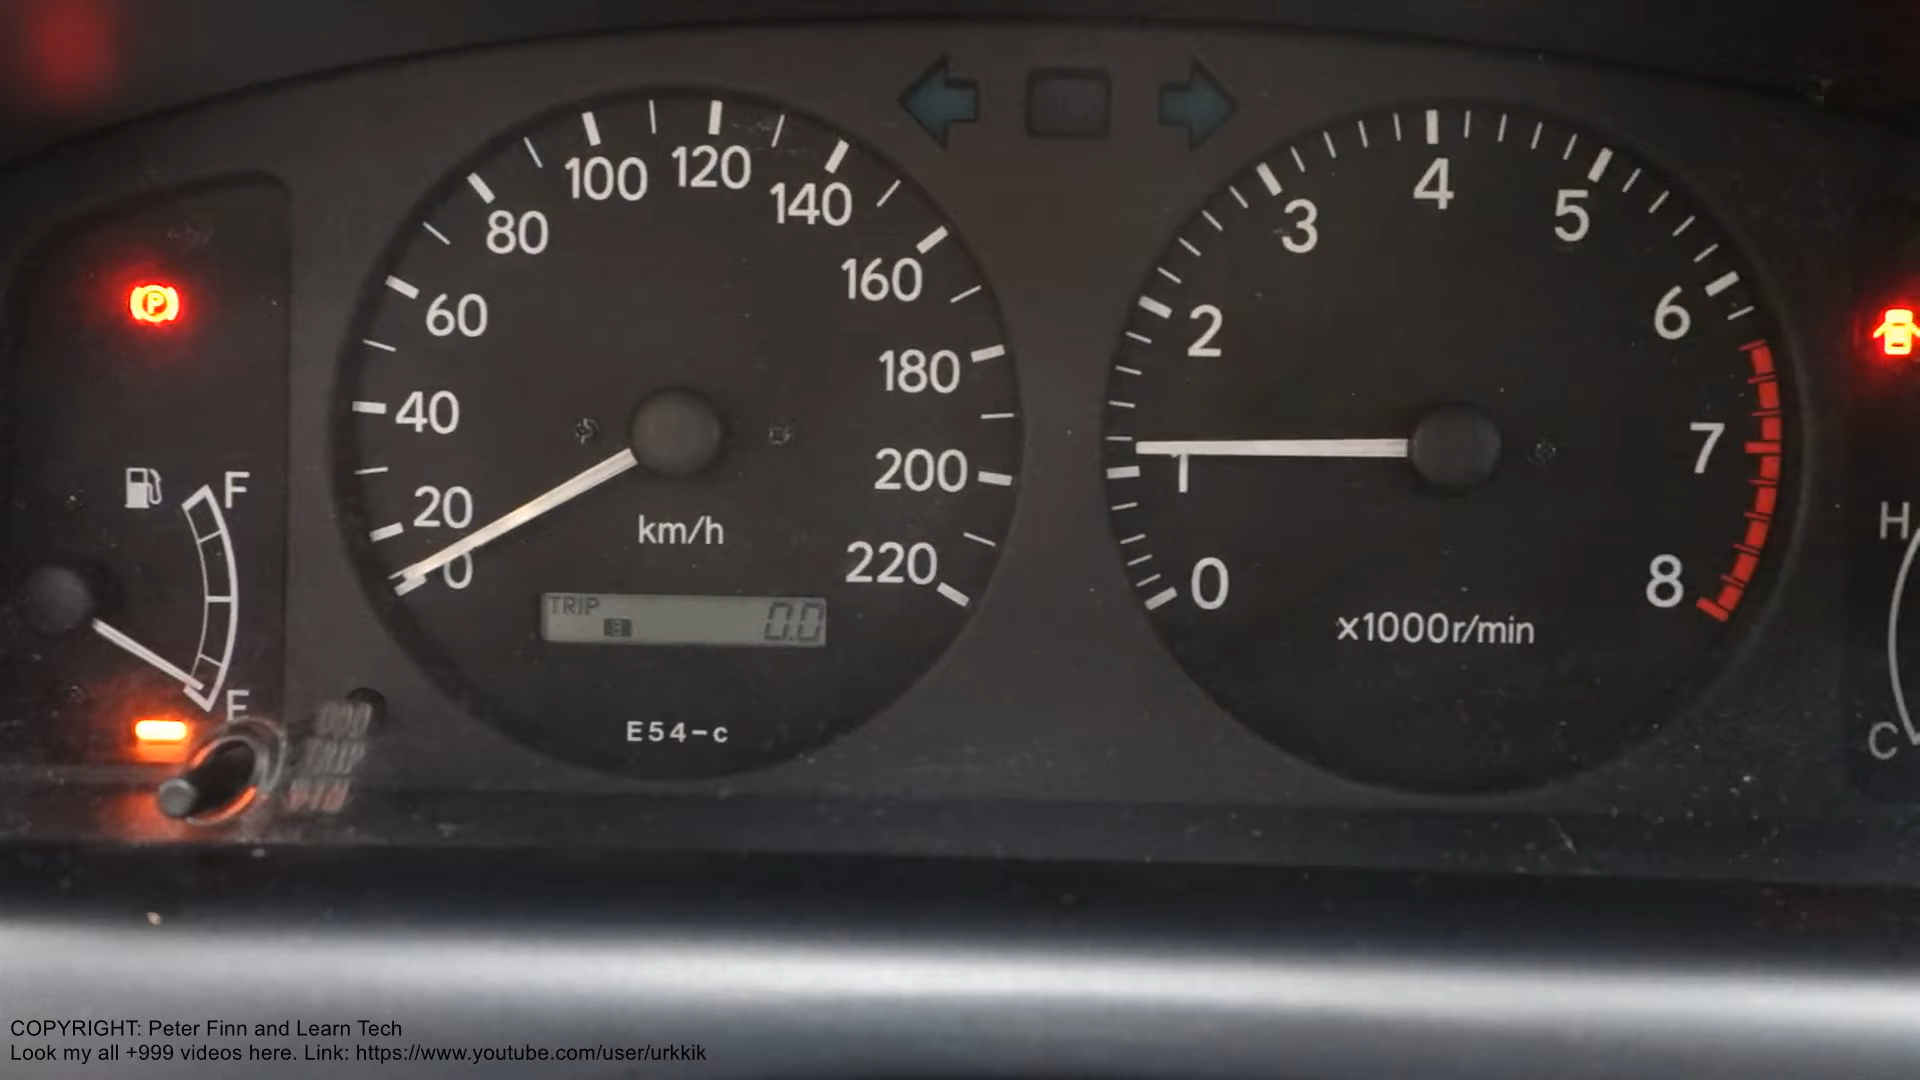 100 120
80 140
60 160
40 180
20 200
0 220
km/h
TRIP B 0.0
E54-c
3 4 5
2 6
1 7
0 8
x1000r/min
P
F
E
ODO
TRIP
H
C
COPYRIGHT: Peter Finn and Learn Tech
Look my all +999 videos here. Link: https://www.youtube.com/user/urkkik